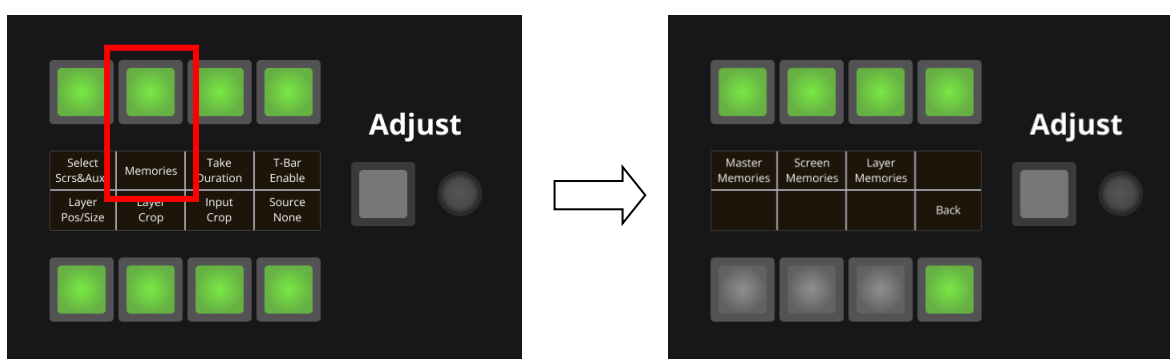 Adjust
Select
Scrs&Aux
Memories
Take
Duration
T-Bar
Enable
Layer
Pos/Size
Layer
Crop
Input
Crop
Source
None
Adjust
Master
Memories
Screen
Memories
Layer
Memories
Back